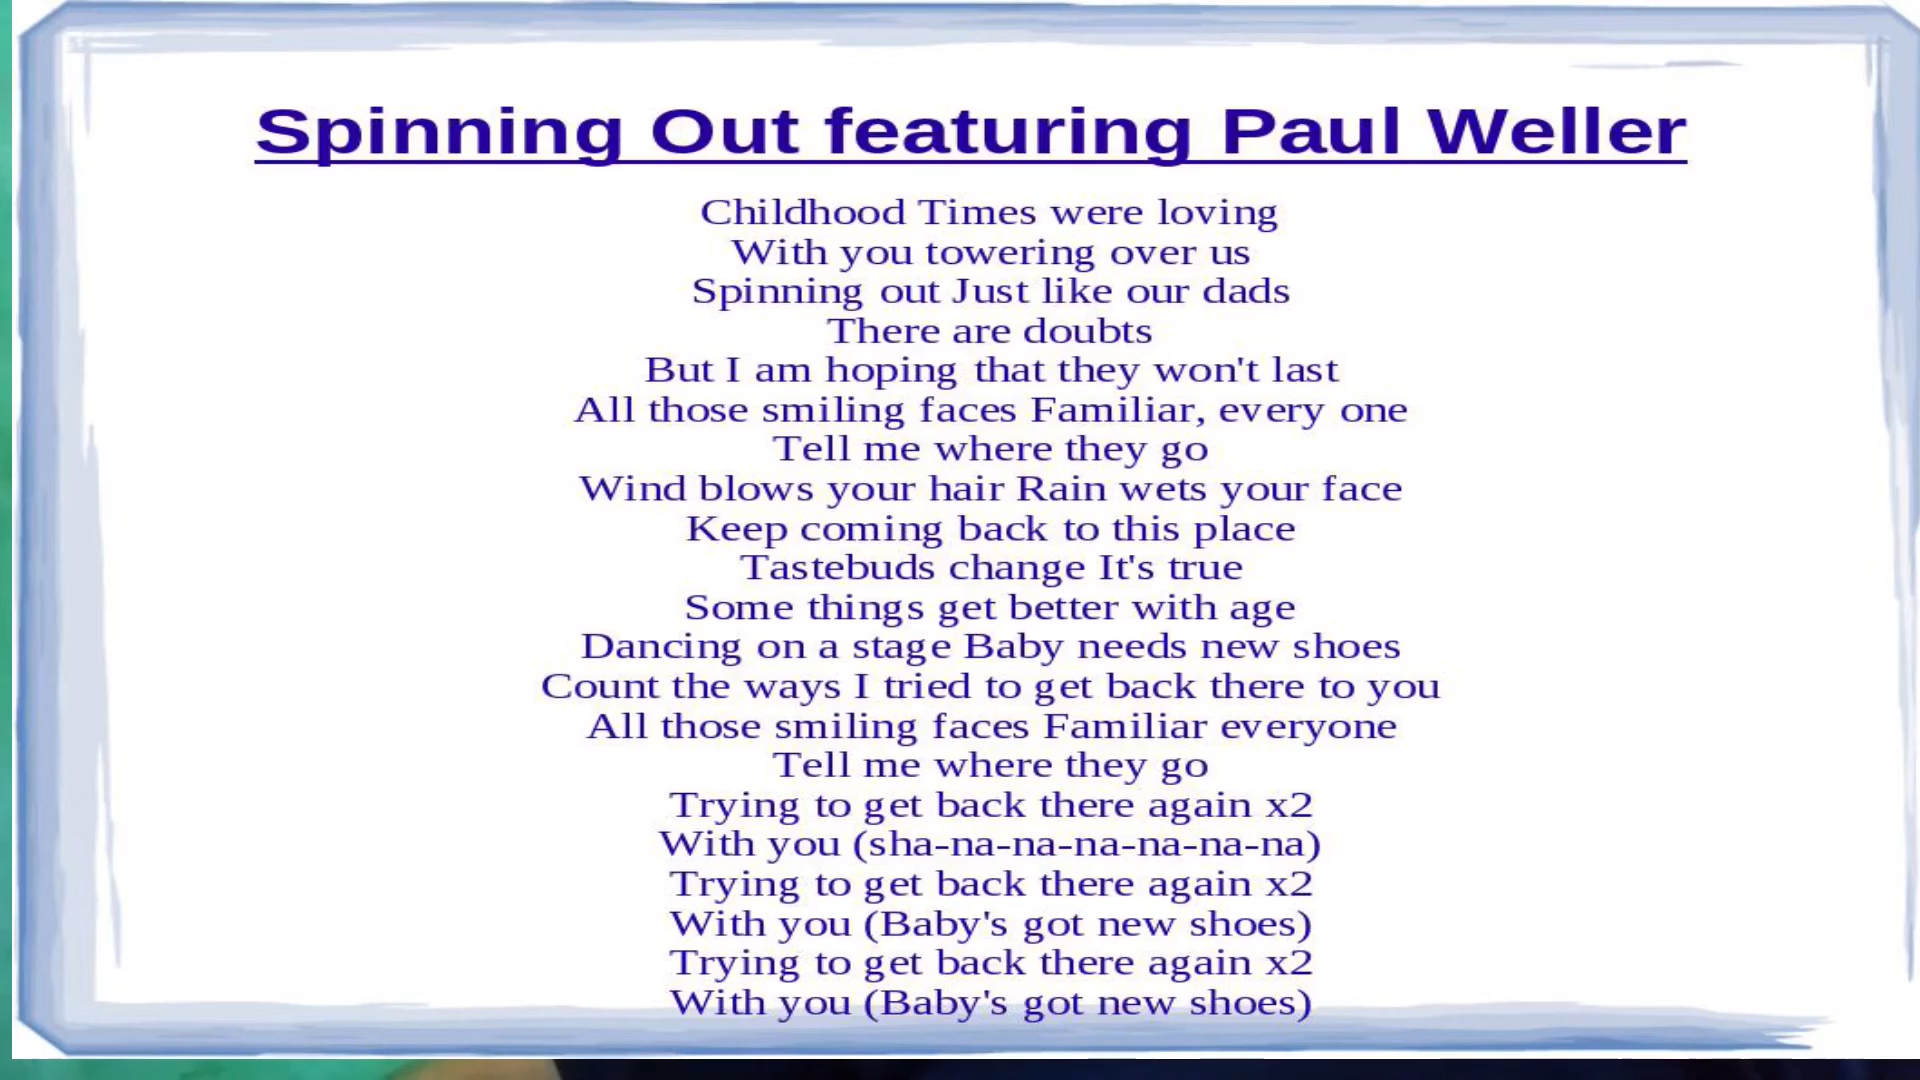 Spinning Out featuring Paul Weller
Childhood Times were loving
With you towering over us
Spinning out Just like our dads
There are doubts
But I am hoping that they won't last
All those smiling faces Familiar, every one
Tell me where they go
Wind blows your hair Rain wets your face
Keep coming back to this place
Tastebuds change It's true
Some things get better with age
Dancing on a stage Baby needs new shoes
Count the ways I tried to get back there to you
All those smiling faces Familiar everyone
Tell me where they go
Trying to get back there again x2
With you (sha-na-na-na-na-na-na)
Trying to get back there again x2
With you (Baby's got new shoes)
Trying to get back there again x2
With you (Baby's got new shoes)